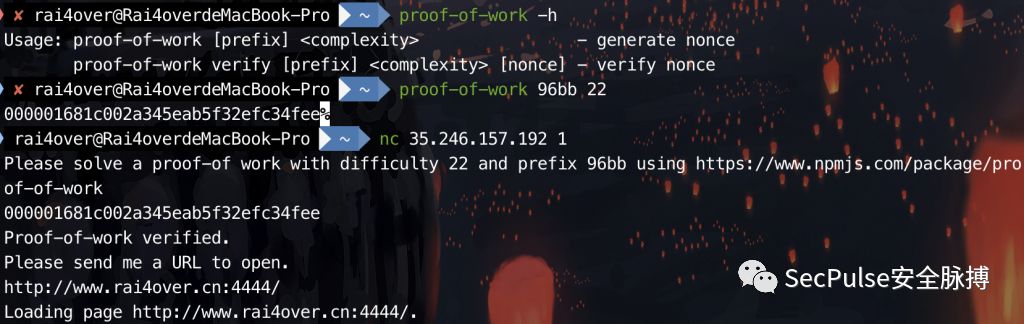 ✘ rai4over@Rai4overdeMacBook-Pro ~ proof-of-work -h
Usage: proof-of-work [prefix] <complexity> - generate nonce
proof-of-work verify [prefix] <complexity> [nonce] – verify nonce
✘ rai4over@Rai4overdeMacBook-Pro ~ proof-of-work 96bb 22
000001681c002a345eab5f32efc34fee%
rai4over@Rai4overdeMacBook-Pro ~ nc 35.246.157.192 1
Please solve a proof-of work with difficulty 22 and prefix 96bb using https://www.npmjs.com/package/pro
of-of-work
000001681c002a345eab5f32efc34fee
Proof-of-work verified.
Please send me a URL to open.
http://www.rai4over.cn:4444/
Loading page http://www.rai4over.cn:4444/.
SecPulse安全脉搏